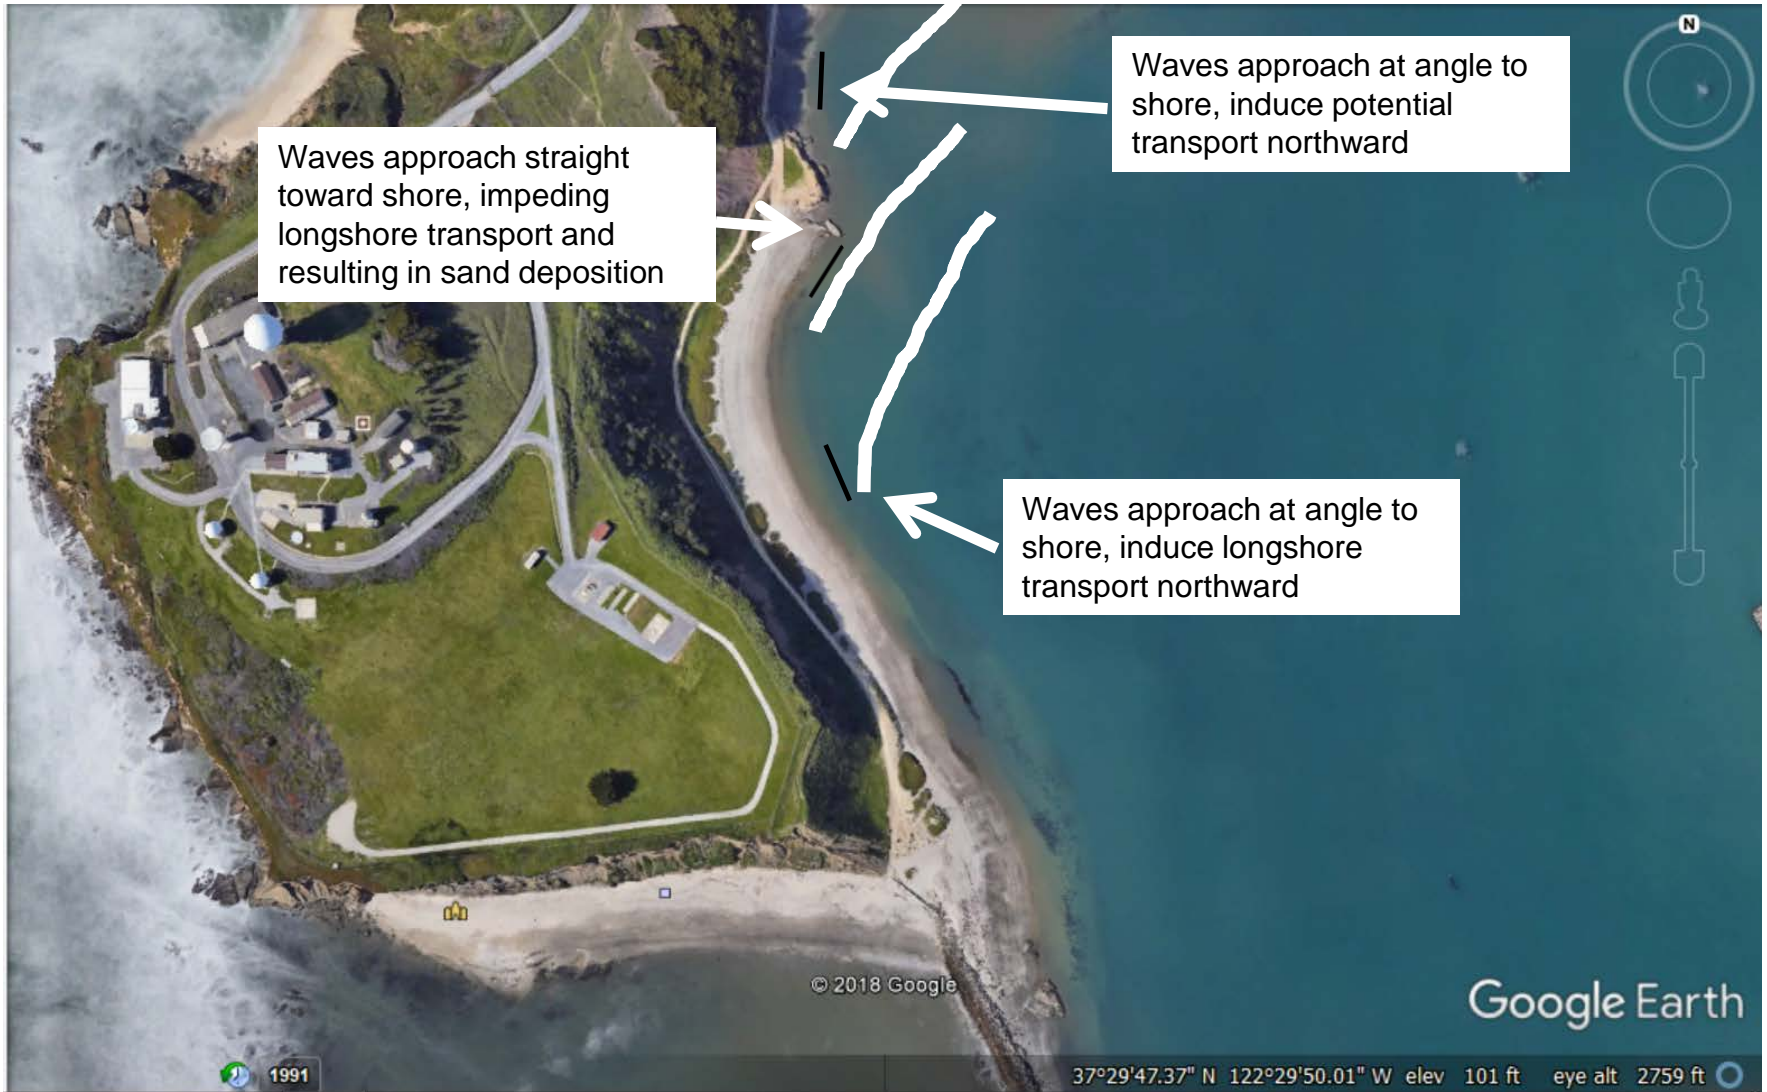 N
Waves approach at angle to
shore, induce potential
transport northward
Waves approach straight
toward shore, impeding
longshore transport and
resulting in sand deposition
Waves approach at angle to
shore, induce longshore
transport northward
© 2018 Google
Google Earth
1991
37°29'47.37" N 122°29'50.01" W elev 101 ft eye alt 2759 ft